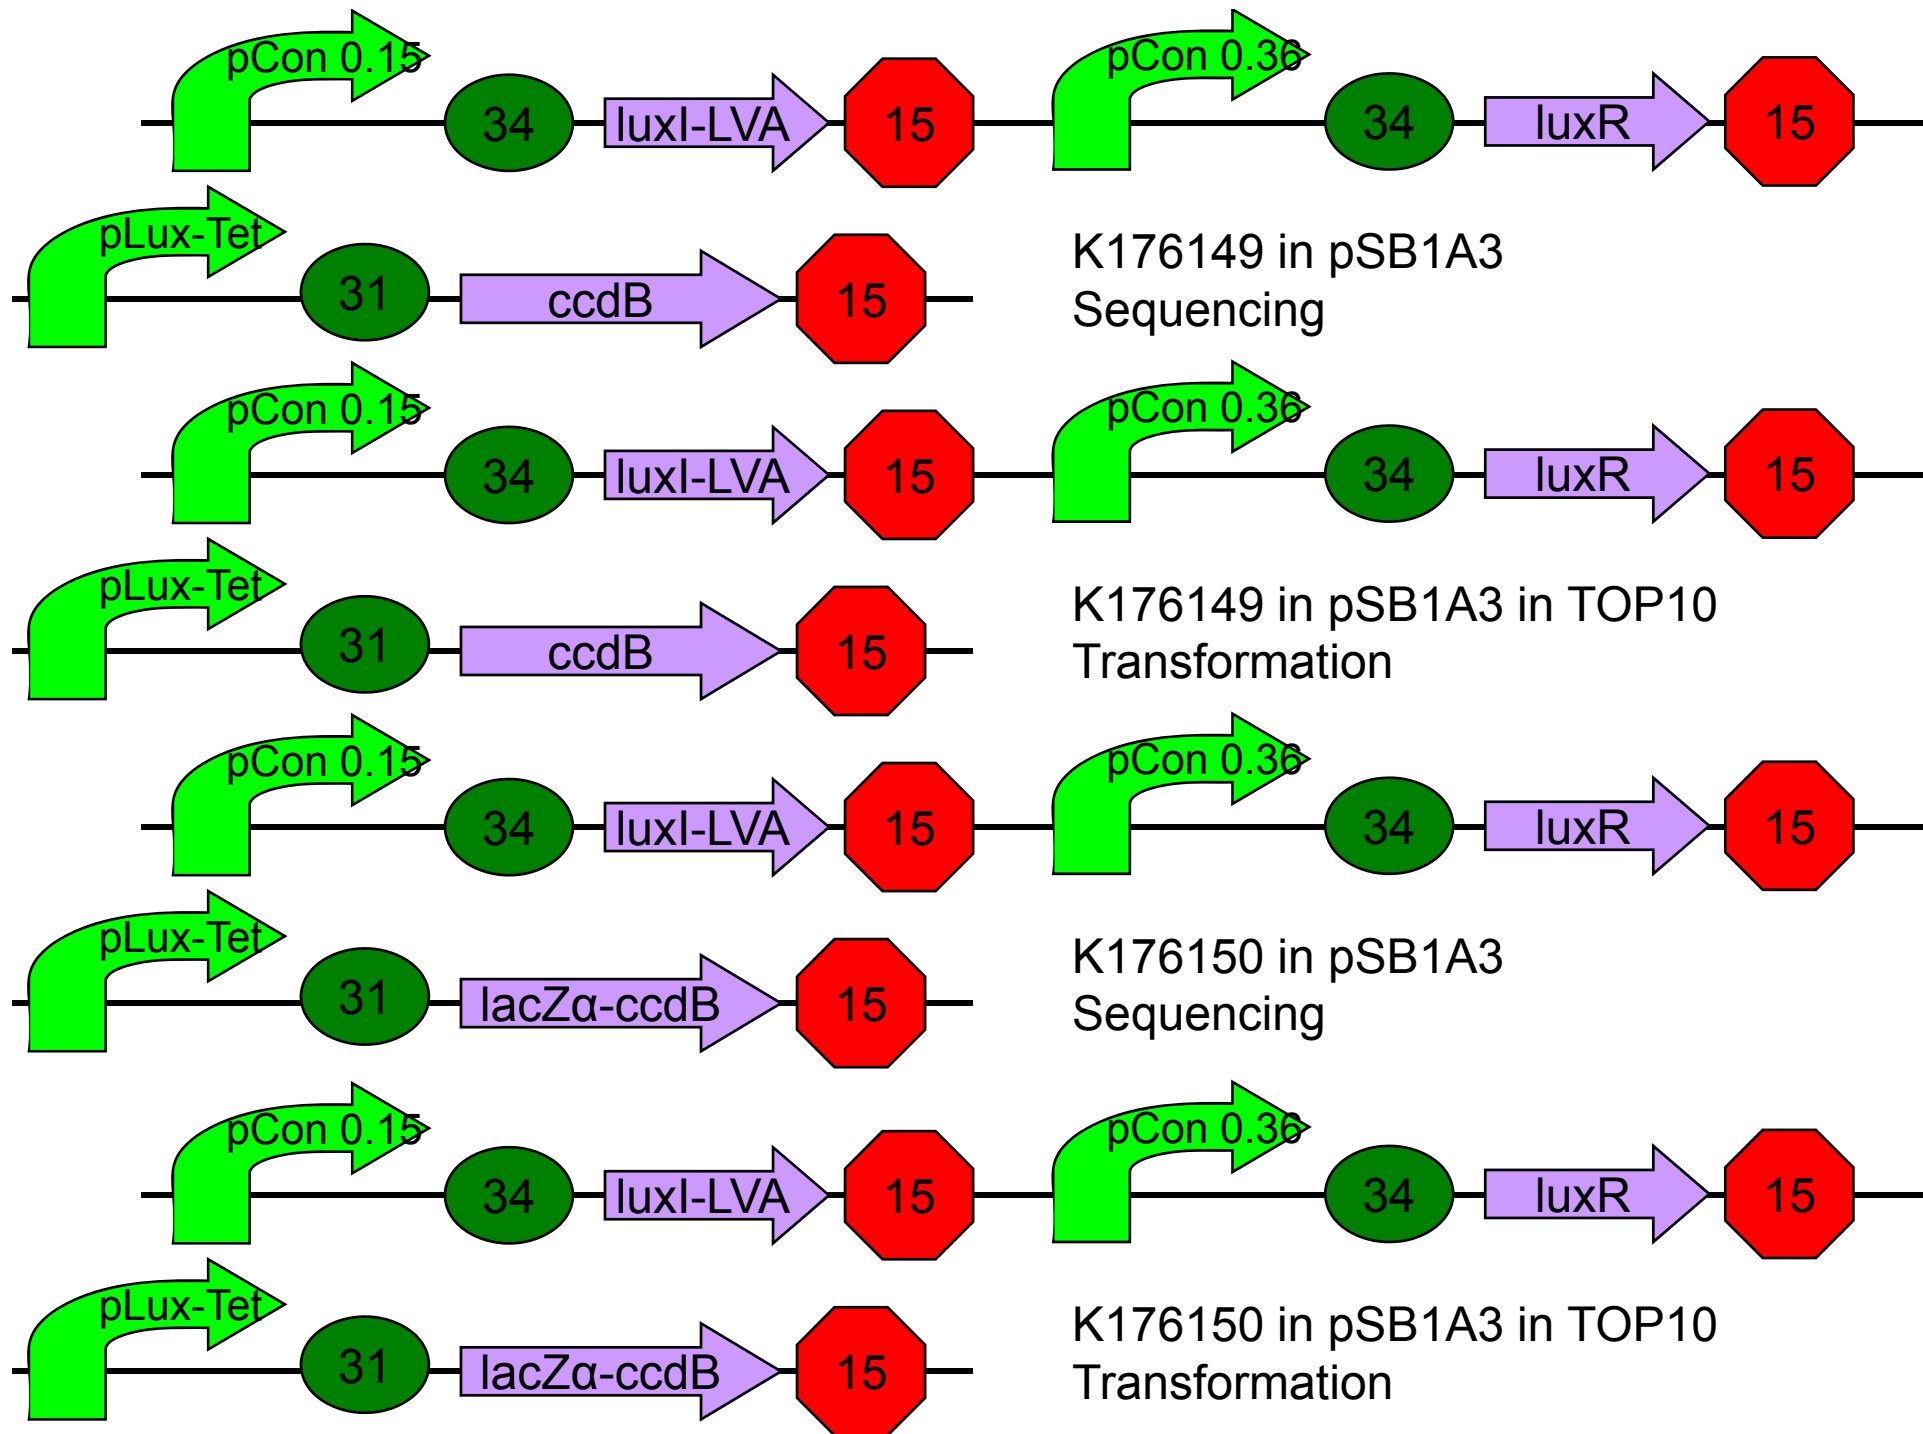 pCon 0.15 34 luxI-LVA 15 pCon 0.36 34 luxR 15
pLux-Tet 31 ccdB 15 K176149 in pSB1A3
Sequencing
pCon 0.15 34 luxI-LVA 15 pCon 0.36 34 luxR 15
pLux-Tet 31 ccdB 15 K176149 in pSB1A3 in TOP10
Transformation
pCon 0.15 34 luxI-LVA 15 pCon 0.36 34 luxR 15
pLux-Tet 31 lacZα-ccdB 15 K176150 in pSB1A3
Sequencing
pCon 0.15 34 luxI-LVA 15 pCon 0.36 34 luxR 15
pLux-Tet 31 lacZα-ccdB 15 K176150 in pSB1A3 in TOP10
Transformation